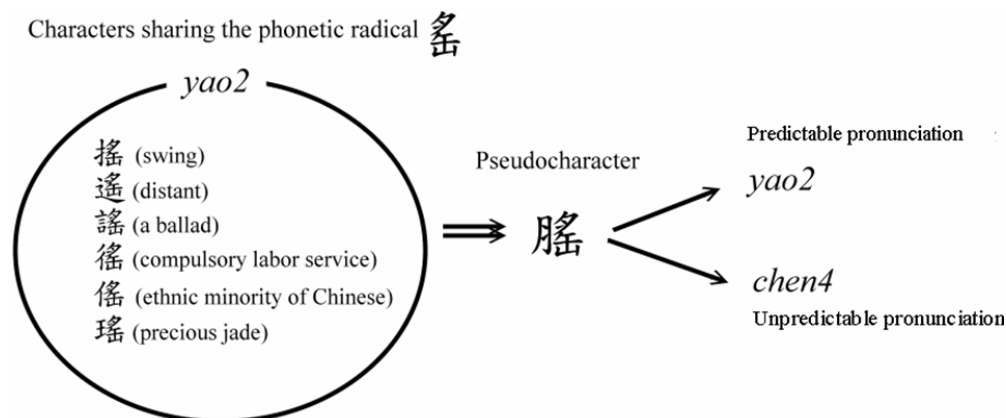 Characters sharing the phonetic radical 䍃
yao2
搖 (swing)
遙 (distant)
謠 (a ballad)
徭 (compulsory labor service)
傜 (ethnic minority of Chinese)
瑤 (precious jade)
Pseudocharacter
Predictable pronunciation
yao2
chen4
Unpredictable pronunciation